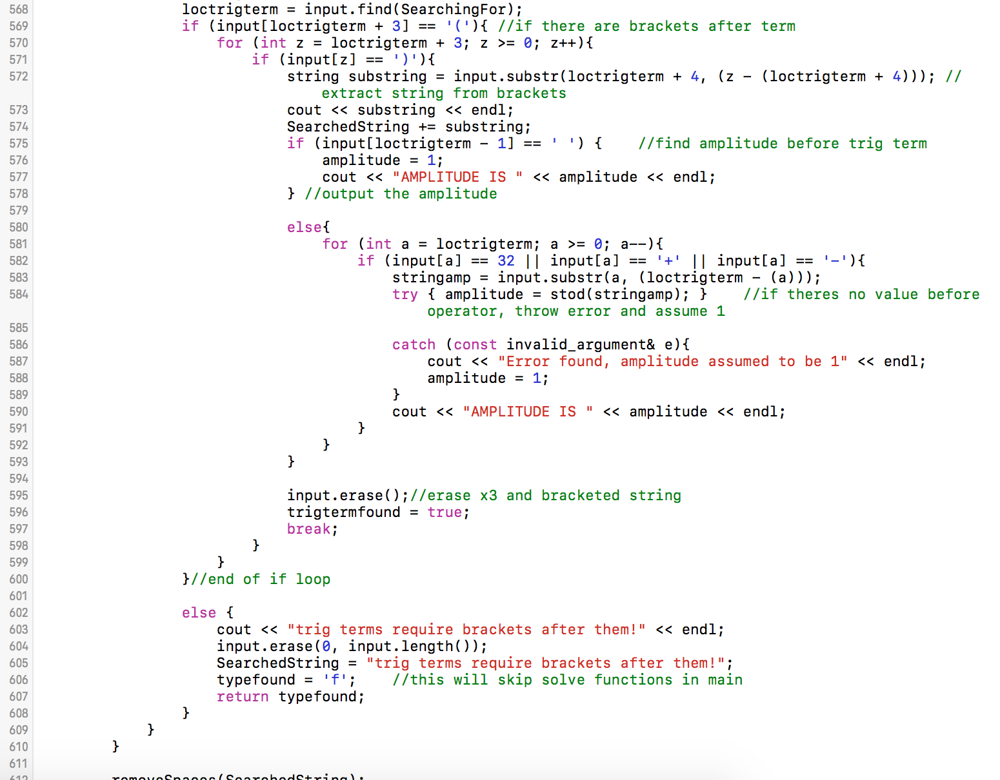 568 loctrigterm = input.find(SearchingFor);
569 if (input[loctrigterm + 3] == '('){ //if there are brackets after term
570 for (int z = loctrigterm + 3; z >= 0; z++){
571 if (input[z] == ')'){
572 string substring = input.substr(loctrigterm + 4, (z - (loctrigterm + 4))); //
extract string from brackets
573 cout << substring << endl;
574 SearchedString += substring;
575 if (input[loctrigterm - 1] == ' ') { //find amplitude before trig term
576 amplitude = 1;
577 cout << "AMPLITUDE IS " << amplitude << endl;
578 } //output the amplitude
579
580 else{
581 for (int a = loctrigterm; a >= 0; a--){
582 if (input[a] == 32 || input[a] == '+' || input[a] == '-'){
583 stringamp = input.substr(a, (loctrigterm - (a)));
584 try { amplitude = stod(stringamp); } //if theres no value before
operator, throw error and assume 1
585
586 catch (const invalid_argument& e){
587 cout << "Error found, amplitude assumed to be 1" << endl;
588 amplitude = 1;
589 }
590 cout << "AMPLITUDE IS " << amplitude << endl;
591 }
592 }
593 }
594
595 input.erase();//erase x3 and bracketed string
596 trigtermfound = true;
597 break;
598 }
599 }
600 }//end of if loop
601
602 else {
603 cout << "trig terms require brackets after them!" << endl;
604 input.erase(0, input.length());
605 SearchedString = "trig terms require brackets after them!";
606 typefound = 'f'; //this will skip solve functions in main
607 return typefound;
608 }
609 }
610 }
611
612 removeSpaces(SearchedString);